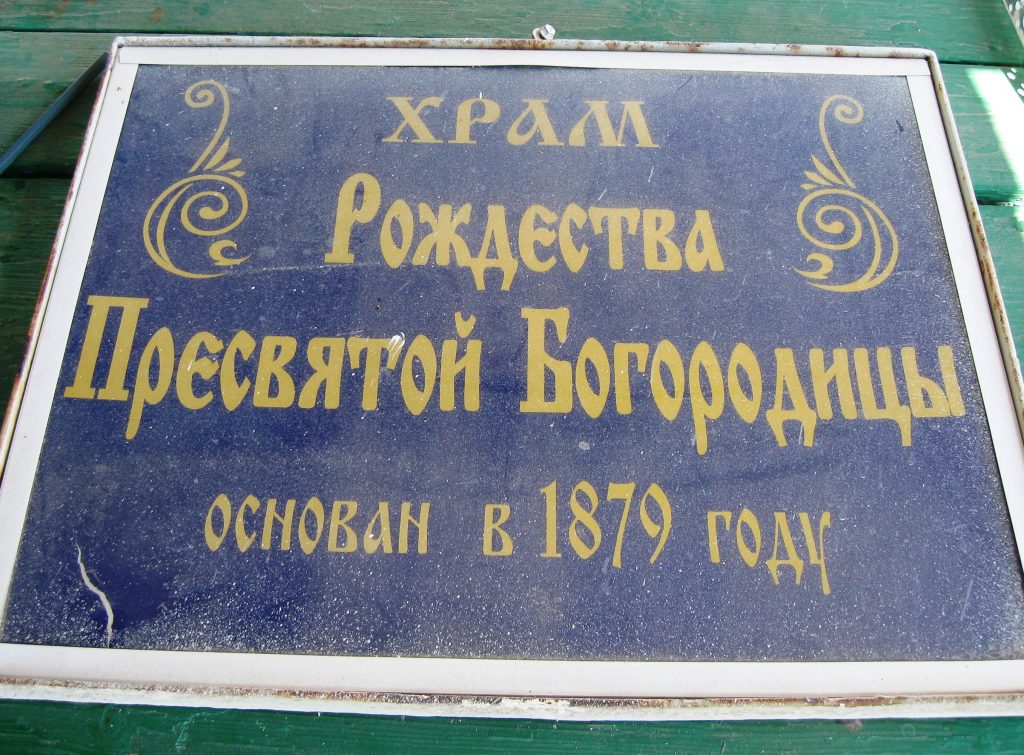 ХРАМ
Рождества
Пресвятой Богородицы
основан в 1879 году